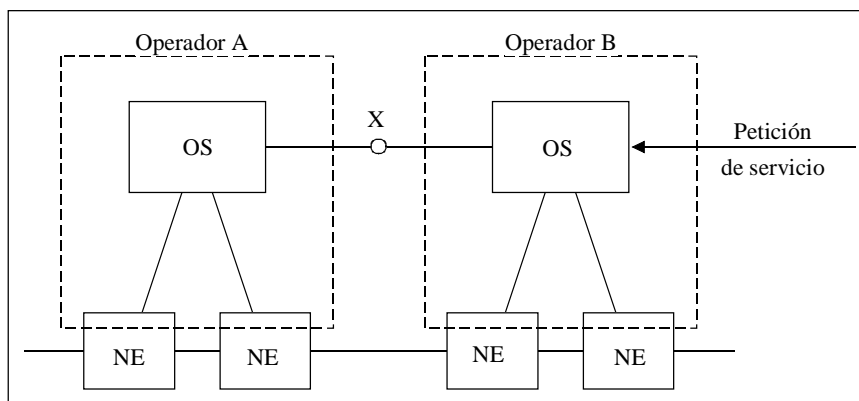 Operador A
Operador B
X
OS
OS
Petición
de servicio
NE
NE
NE
NE